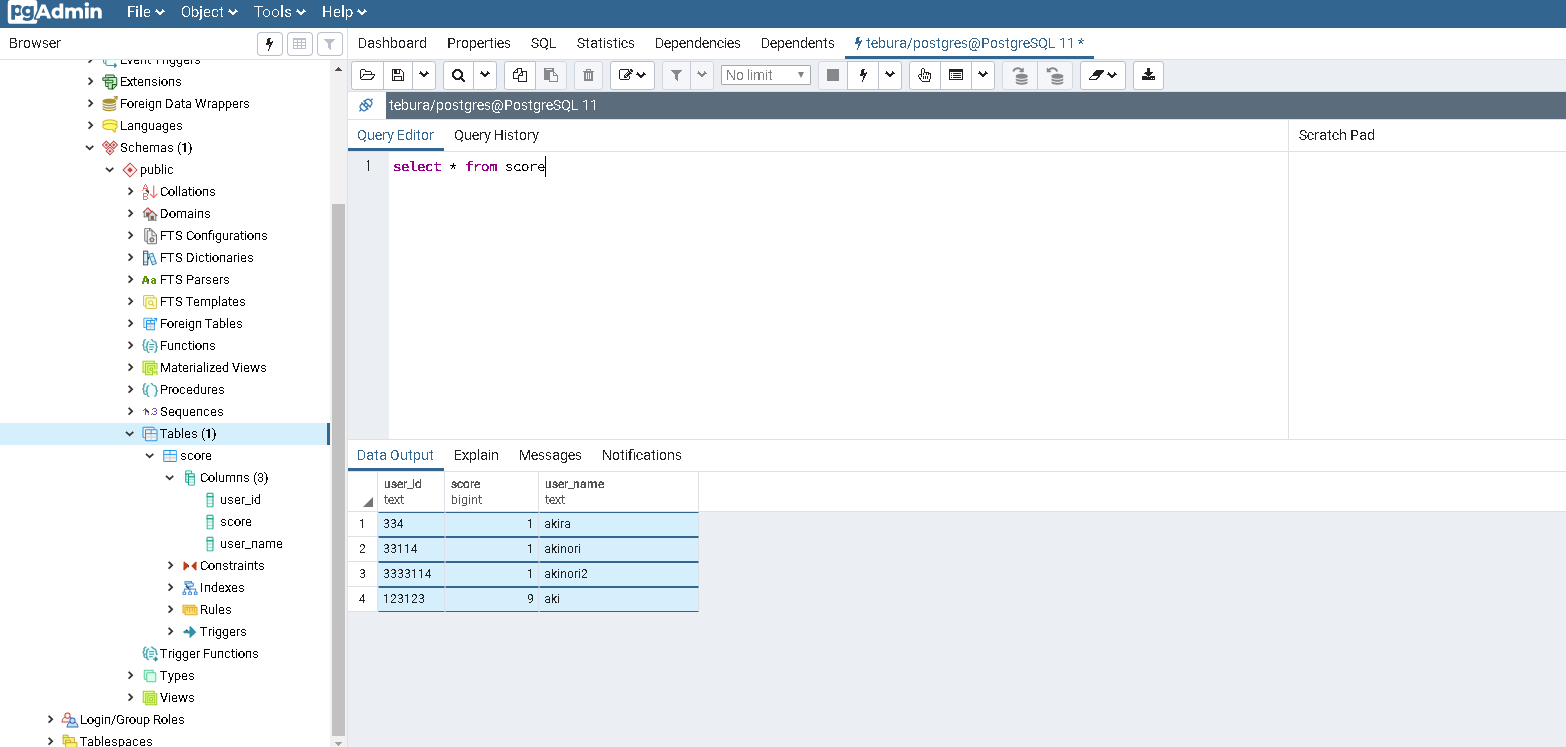 pgAdmin File Object Tools Help
Browser
Dashboard Properties SQL Statistics Dependencies Dependents tebura/postgres@PostgreSQL 11 *
Event Triggers
Extensions
Foreign Data Wrappers
Languages
Schemas (1)
public
Collations
Domains
FTS Configurations
FTS Dictionaries
Aa FTS Parsers
FTS Templates
Foreign Tables
Functions
Materialized Views
Procedures
1..3 Sequences
Tables (1)
score
Columns (3)
user_id
score
user_name
Constraints
Indexes
Rules
Triggers
Trigger Functions
Types
Views
Login/Group Roles
Tablespaces
No limit
tebura/postgres@PostgreSQL 11
Query Editor Query History
Scratch Pad
1 select * from score
Data Output Explain Messages Notifications
user_id score user_name
text bigint text
1 334 1 akira
2 33114 1 akinori
3 3333114 1 akinori2
4 123123 9 aki